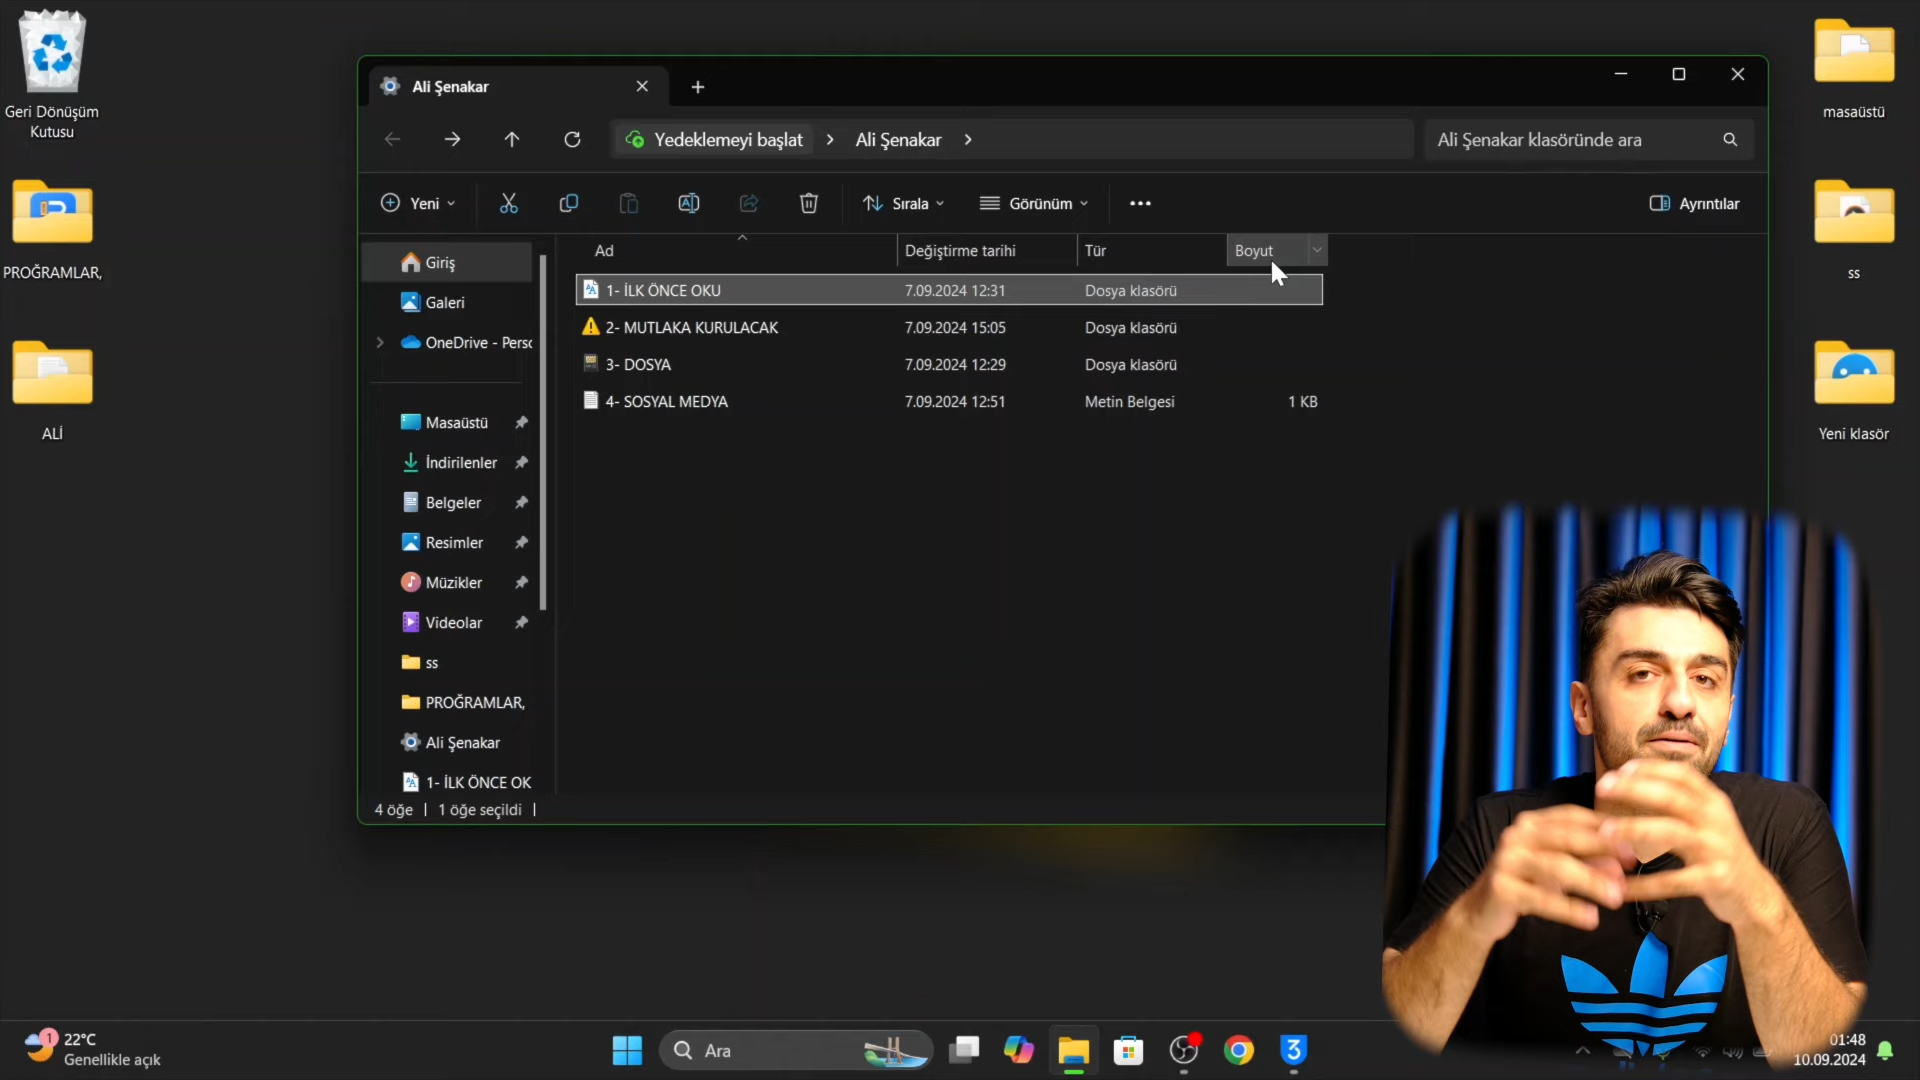 Geri Dönüşüm
Kutusu
PROĞRAMLAR,
ALİ
masaüstü
ss
Yeni klasör
Ali Şenakar
Yedeklemeyi başlat
Ali Şenakar
Ali Şenakar klasöründe ara
Yeni
Sırala
Görünüm
Ayrıntılar
Ad
Değiştirme tarihi
Tür
Boyut
1- İLK ÖNCE OKU 7.09.2024 12:31 Dosya klasörü
2- MUTLAKA KURULACAK 7.09.2024 15:05 Dosya klasörü
3- DOSYA 7.09.2024 12:29 Dosya klasörü
4- SOSYAL MEDYA 7.09.2024 12:51 Metin Belgesi 1 KB
Giriş
Galeri
OneDrive - Persc
Masaüstü
İndirilenler
Belgeler
Resimler
Müzikler
Videolar
ss
PROĞRAMLAR,
Ali Şenakar
1- İLK ÖNCE OK
4 öğe
1 öğe seçildi
1
22°C
Genellikle açık
Ara
3
01:48
10.09.2024